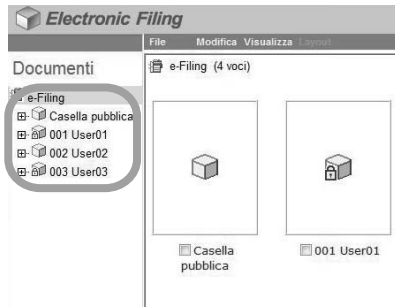 Electronic Filing
File Modifica Visualizza Layout
Documenti
e-Filing
Casella pubblica
001 User01
002 User02
003 User03
e-Filing (4 voci)
Casella
pubblica
001 User01